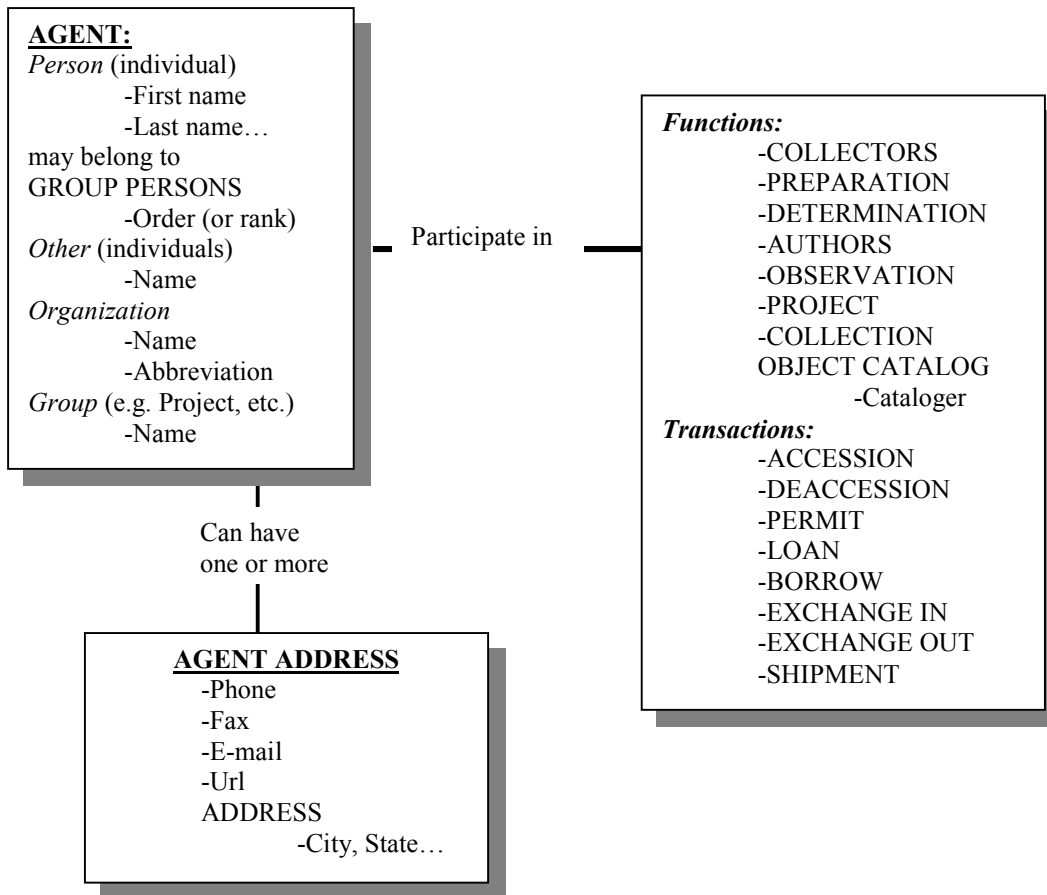 AGENT:
Person (individual)
-First name
-Last name…
may belong to
GROUP PERSONS
-Order (or rank)
Other (individuals)
-Name
Organization
-Name
-Abbreviation
Group (e.g. Project, etc.)
-Name
Participate in
Functions:
-COLLECTORS
-PREPARATION
-DETERMINATION
-AUTHORS
-OBSERVATION
-PROJECT
-COLLECTION
OBJECT CATALOG
-Cataloger
Transactions:
-ACCESSION
-DEACCESSION
-PERMIT
-LOAN
-BORROW
-EXCHANGE IN
-EXCHANGE OUT
-SHIPMENT
Can have
one or more
AGENT ADDRESS
-Phone
-Fax
-E-mail
-Url
ADDRESS
-City, State…